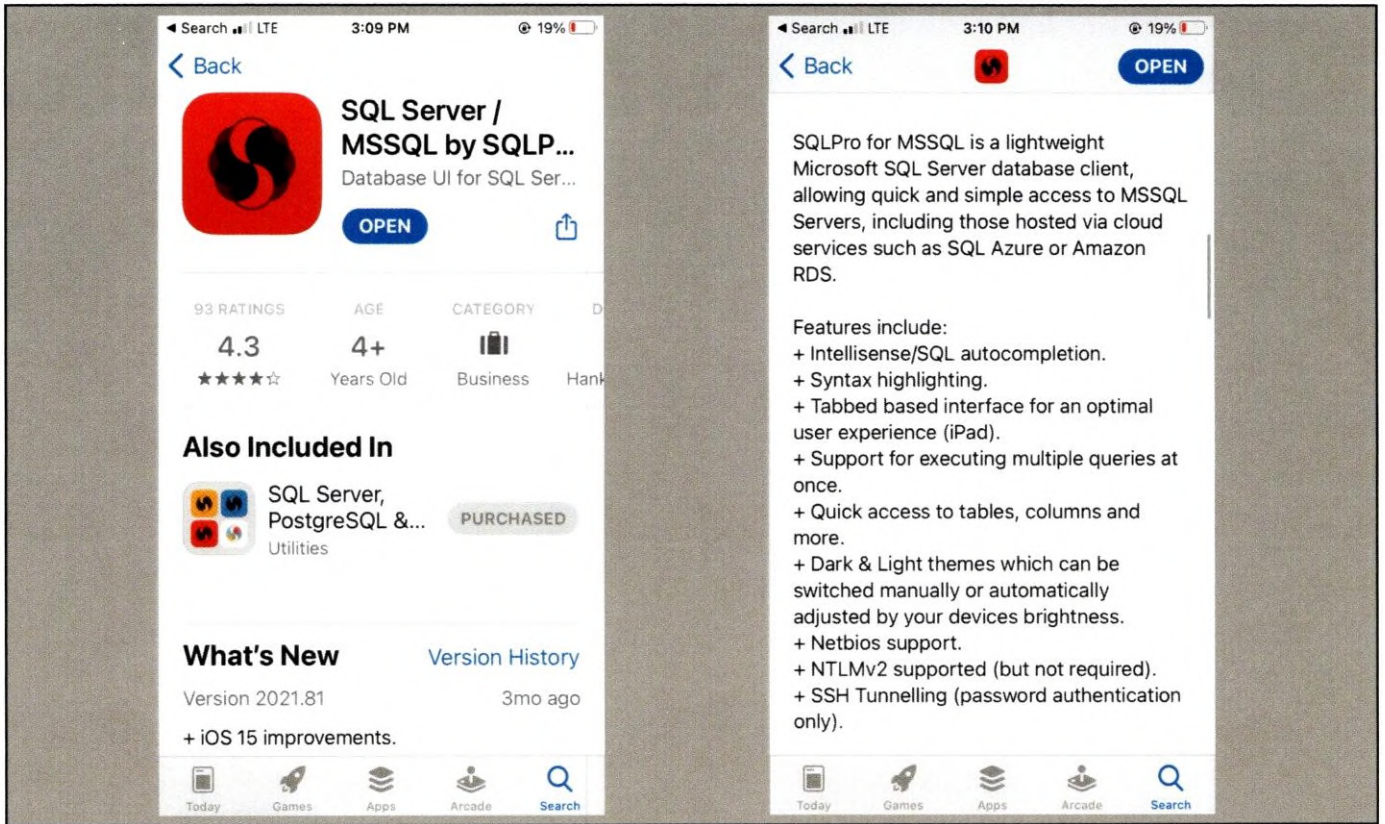 Search LTE 3:09 PM 19%
Back
SQL Server /
MSSQL by SQLP...
Database UI for SQL Ser...
OPEN
93 RATINGS AGE CATEGORY D
4.3 4+
★★★★☆ Years Old Business Hank
Also Included In
SQL Server,
PostgreSQL &...
Utilities
PURCHASED
What's New Version History
Version 2021.81 3mo ago
+ iOS 15 improvements.
Today Games Apps Arcade Search
Search LTE 3:10 PM 19%
Back OPEN
SQLPro for MSSQL is a lightweight
Microsoft SQL Server database client,
allowing quick and simple access to MSSQL
Servers, including those hosted via cloud
services such as SQL Azure or Amazon
RDS.
Features include:
+ Intellisense/SQL autocompletion.
+ Syntax highlighting.
+ Tabbed based interface for an optimal
user experience (iPad).
+ Support for executing multiple queries at
once.
+ Quick access to tables, columns and
more.
+ Dark & Light themes which can be
switched manually or automatically
adjusted by your devices brightness.
+ Netbios support.
+ NTLMv2 supported (but not required).
+ SSH Tunnelling (password authentication
only).
Today Games Apps Arcade Search